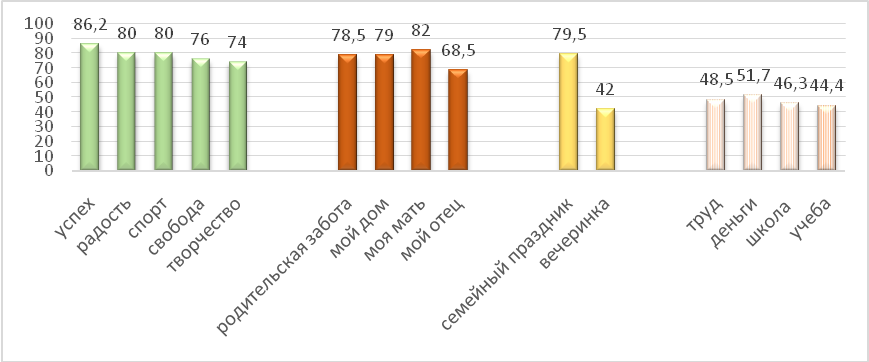 100
90
80
70
60
50
40
30
20
10
0
86,2
80
80
76
74
78,5
79
82
68,5
79,5
42
48,5
51,7
46,3
44,4
успех
радость
спорт
свобода
творчество
родительская забота
мой дом
моя мать
мой отец
семейный праздник
вечеринка
труд
деньги
школа
учеба